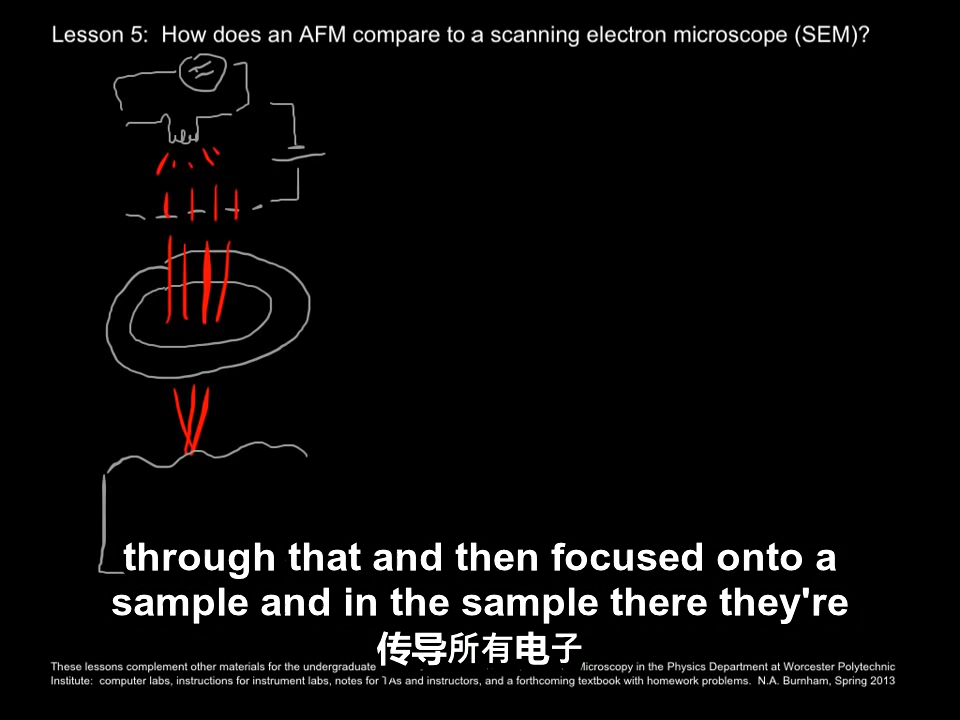 Lesson 5: How does an AFM compare to a scanning electron microscope (SEM)?
through that and then focused onto a
sample and in the sample there they're
传导所有电子
These lessons complement other materials for the undergraduate Microscopy in the Physics Department at Worcester Polytechnic
Institute: computer labs, instructions for instrument labs, notes for TAs and instructors, and a forthcoming textbook with homework problems. N.A. Burnham, Spring 2013